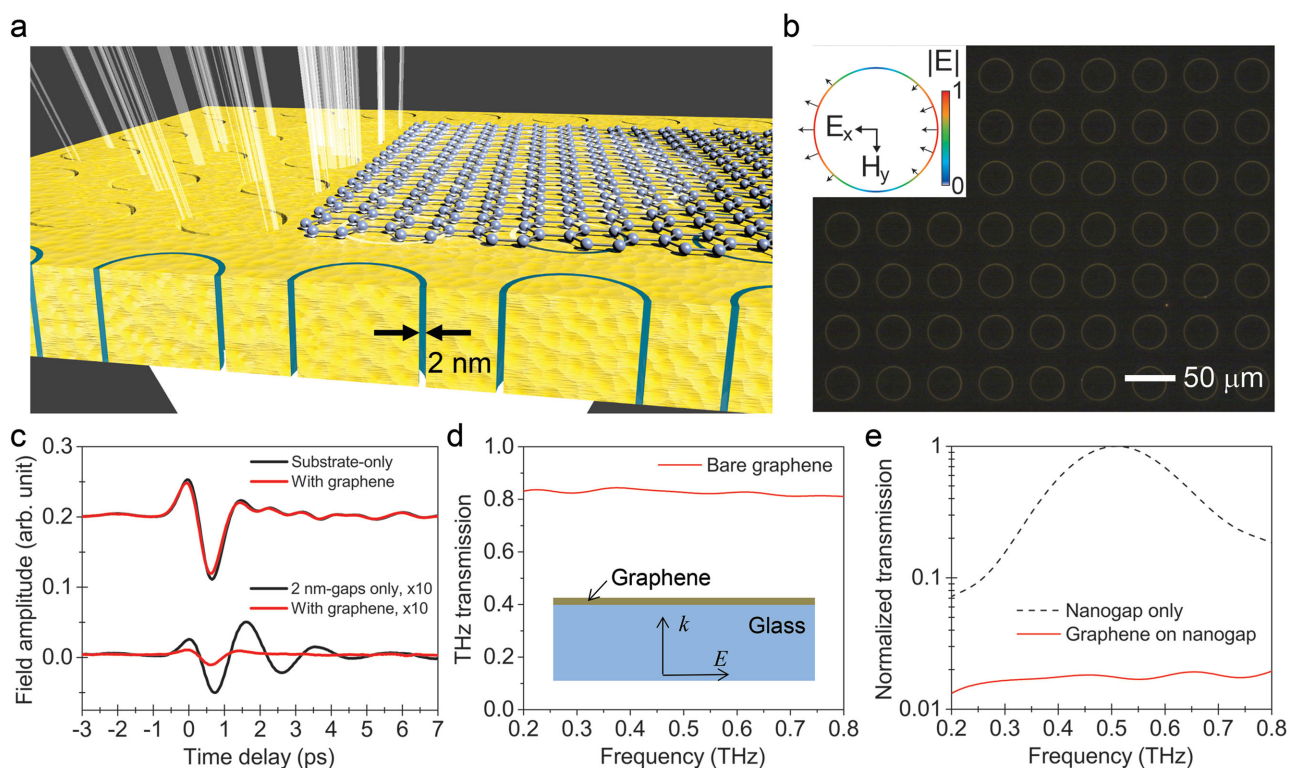 a
2 nm
b
|E|
1
0
Ex
Hy
50 μm
c
Field amplitude (arb. unit)
0.3
0.2
0.1
0.0
Substrate-only
With graphene
2 nm-gaps only, x10
With graphene, x10
-3 -2 -1 0 1 2 3 4 5 6 7
Time delay (ps)
d
THz transmission
1.0
0.8
0.6
0.4
0.2
0.0
Bare graphene
Graphene
Glass
k
E
0.2 0.3 0.4 0.5 0.6 0.7 0.8
Frequency (THz)
e
Normalized transmission
1
0.1
0.01
Nanogap only
Graphene on nanogap
0.2 0.3 0.4 0.5 0.6 0.7 0.8
Frequency (THz)